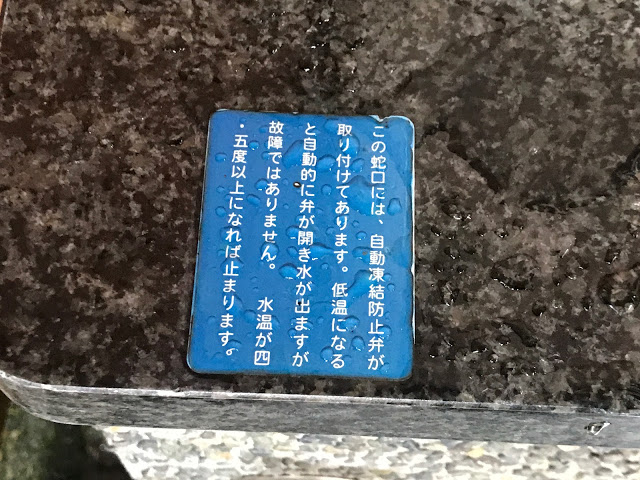 この蛇口には、自動凍結防止弁が
取り付けてあります。低温になる
と自動的に弁が開き水が出ますが
故障ではありません。　水温が四
・五度以上になれば止まります。